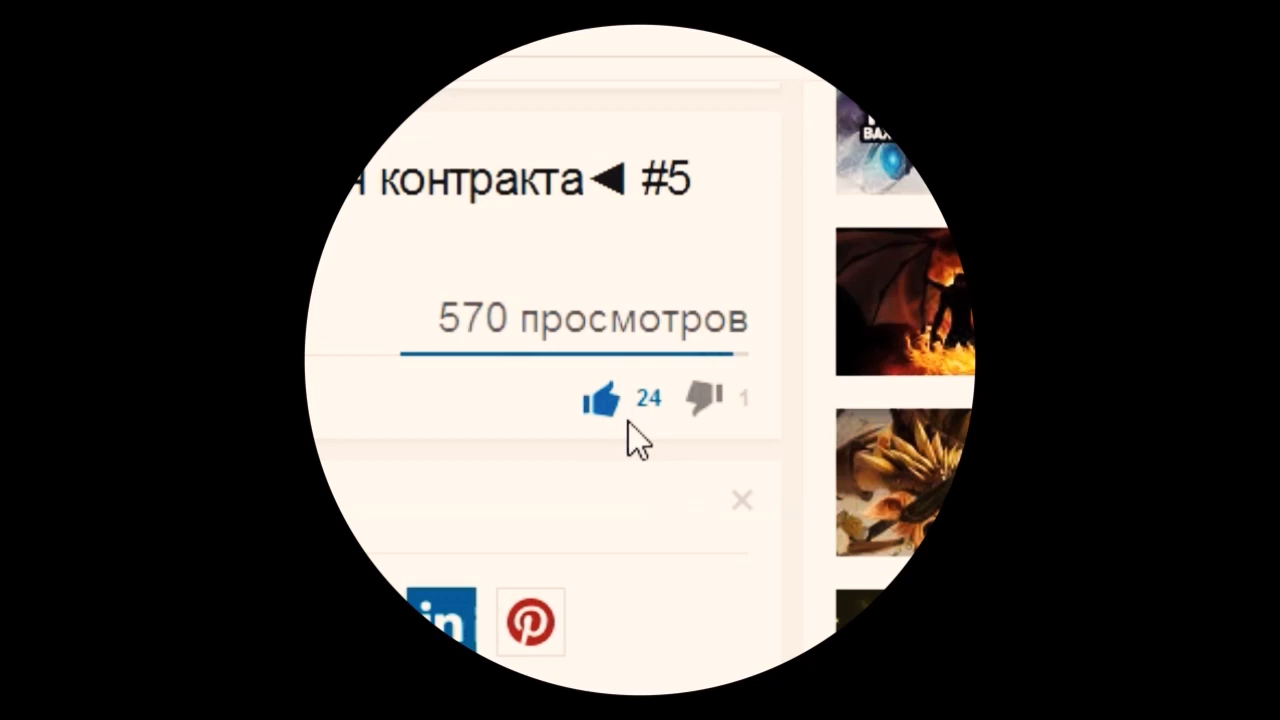 контракта◄ #5
570 просмотров
24 1
in